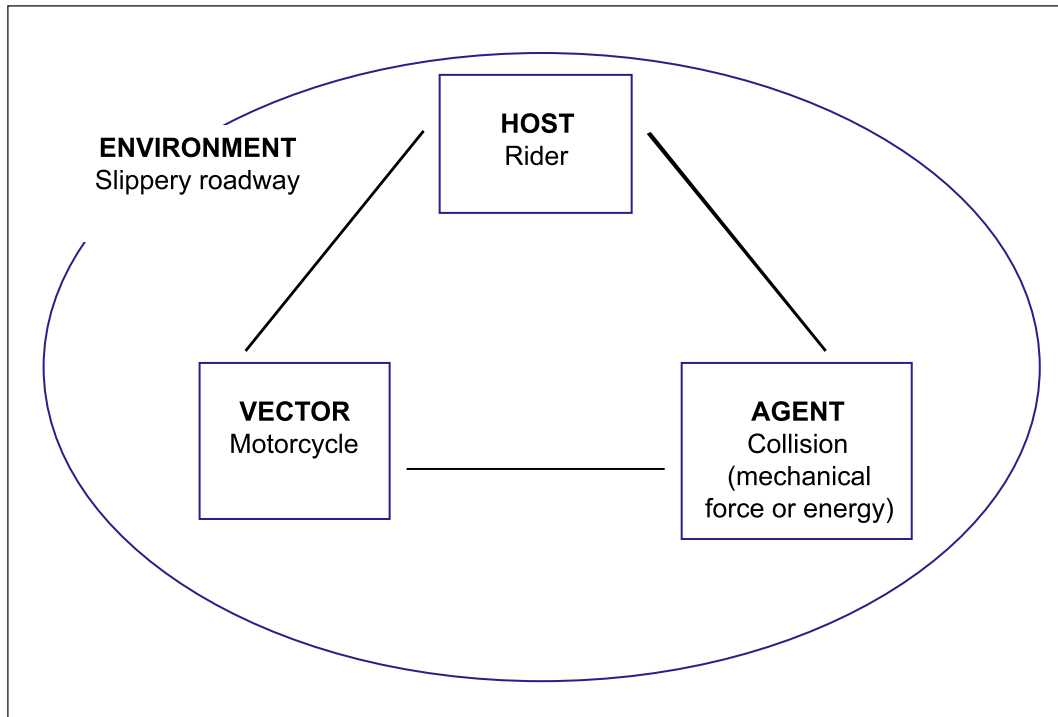 HOST
Rider
ENVIRONMENT
Slippery roadway
VECTOR
Motorcycle
AGENT
Collision
(mechanical
force or energy)